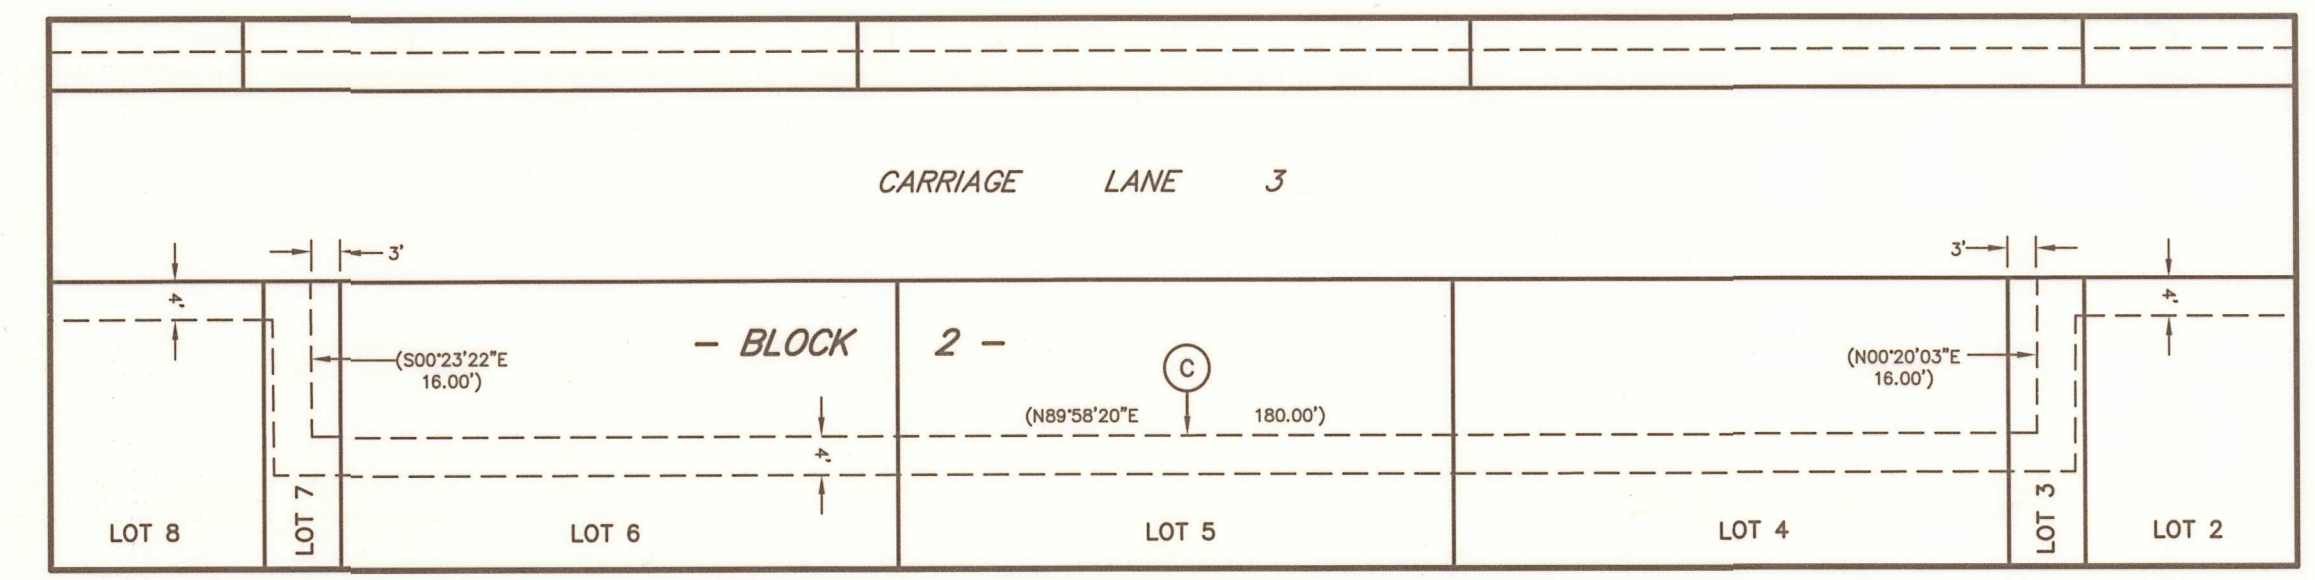 CARRIAGE LANE 3
3'
3'
4'
4'
- BLOCK 2 -
(S00°23'22"E
16.00')
C
(N00°20'03"E
16.00')
(N89°58'20"E 180.00')
4'
LOT 8
LOT 7
LOT 6
LOT 5
LOT 4
LOT 3
LOT 2